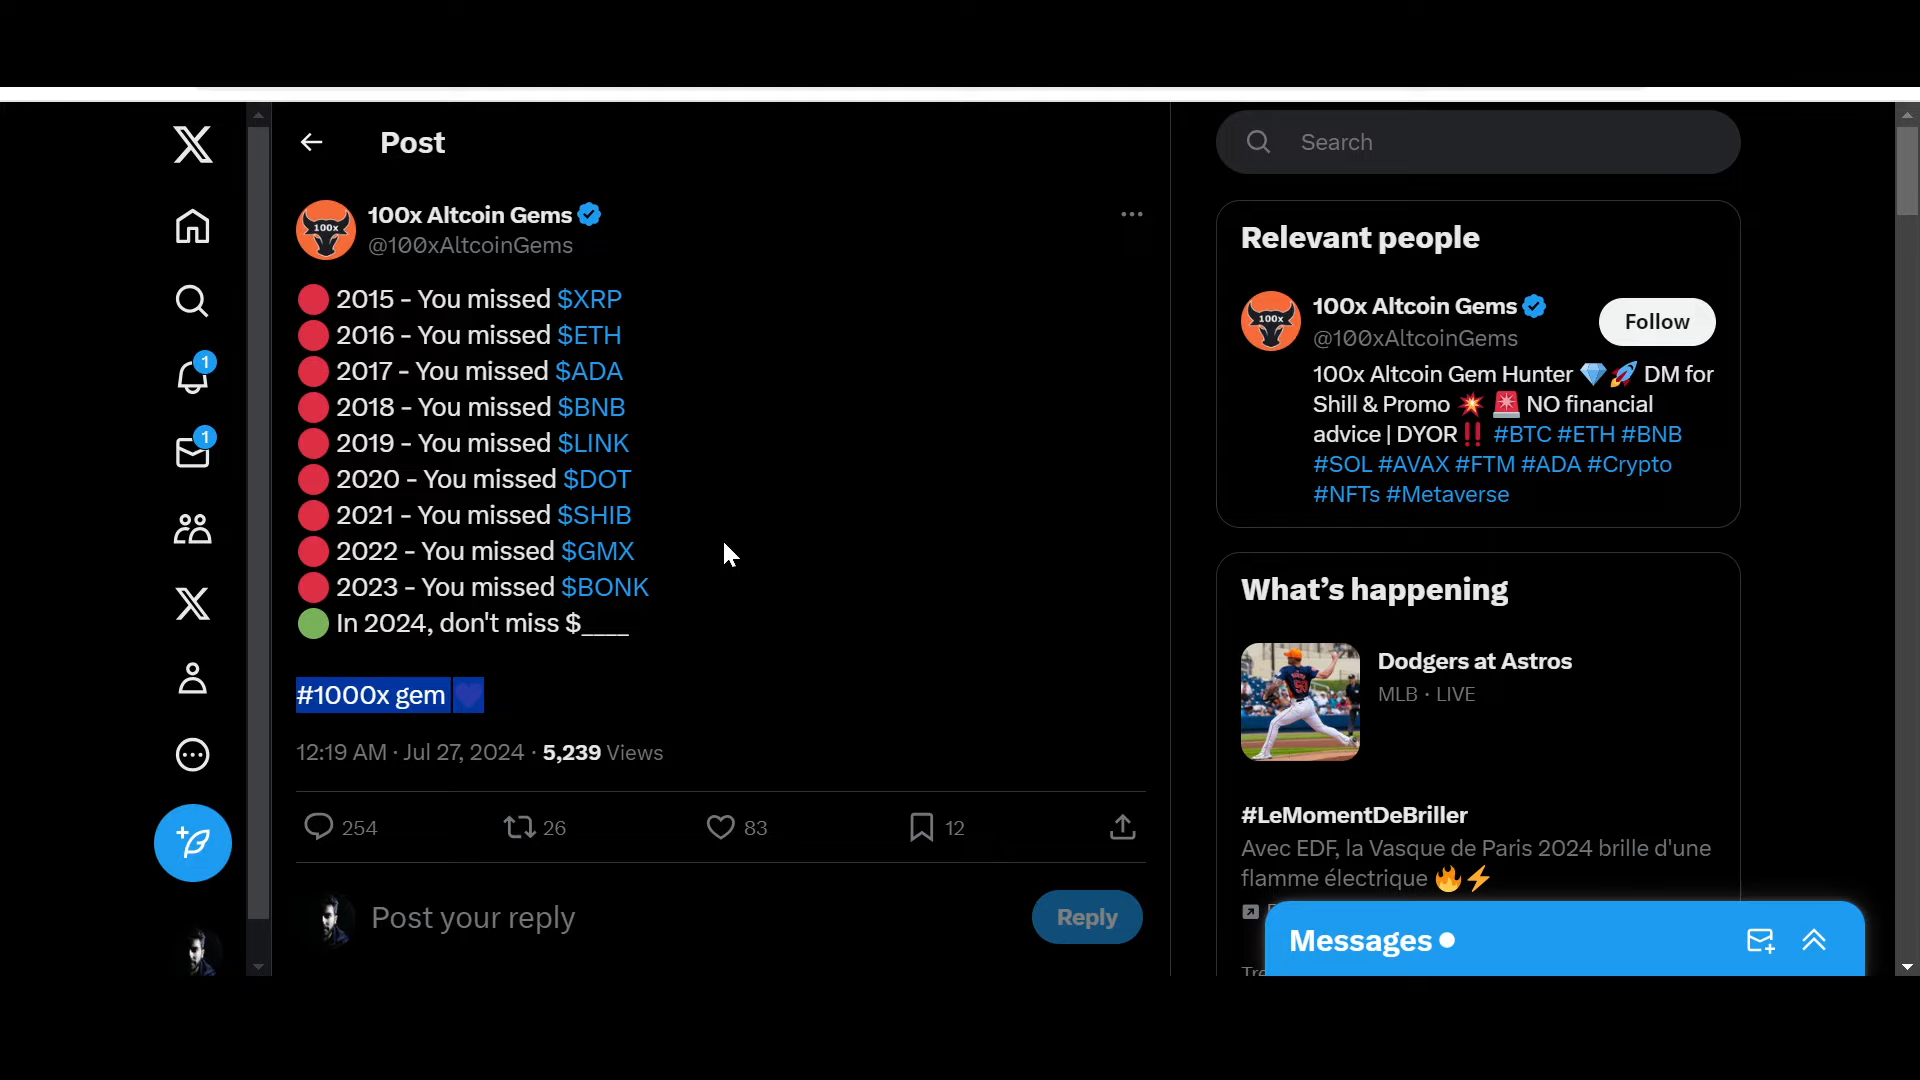 Post
100x Altcoin Gems
@100xAltcoinGems
2015 - You missed $XRP
2016 - You missed $ETH
2017 - You missed $ADA
2018 - You missed $BNB
2019 - You missed $LINK
2020 - You missed $DOT
2021 - You missed $SHIB
2022 - You missed $GMX
2023 - You missed $BONK
In 2024, don't miss $____
#1000x gem 💙
12:19 AM · Jul 27, 2024 · 5,239 Views
254 26 83 12
Post your reply
Reply
1
1
Search
Relevant people
100x Altcoin Gems
@100xAltcoinGems
Follow
100x Altcoin Gem Hunter 💎🚀 DM for
Shill & Promo 💥 🚨 NO financial
advice | DYOR‼️ #BTC #ETH #BNB
#SOL #AVAX #FTM #ADA #Crypto
#NFTs #Metaverse
What's happening
Dodgers at Astros
MLB · LIVE
#LeMomentDeBriller
Avec EDF, la Vasque de Paris 2024 brille d'une
flamme électrique 🔥⚡
Messages